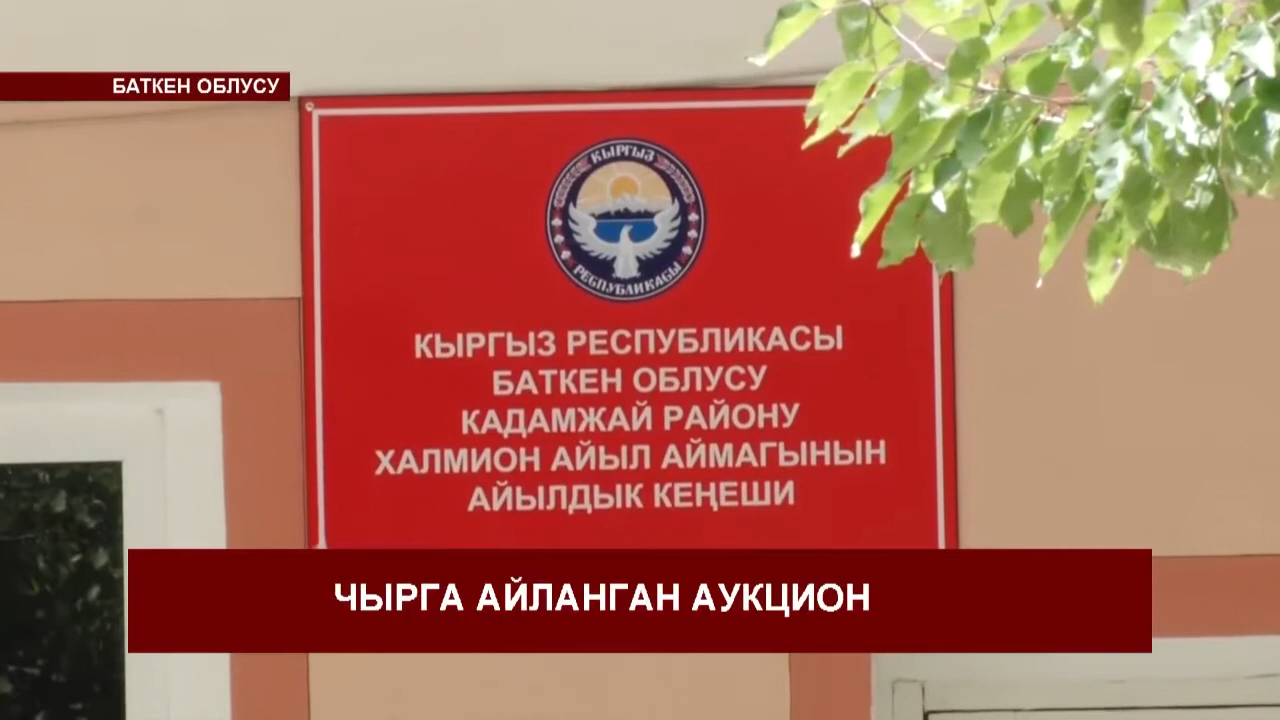 БАТКЕН ОБЛУСУ
КЫРГЫЗ
РЕСПУБЛИКАСЫ
КЫРГЫЗ РЕСПУБЛИКАСЫ
БАТКЕН ОБЛУСУ
КАДАМЖАЙ РАЙОНУ
ХАЛМИОН АЙЫЛ АЙМАГЫНЫН
АЙЫЛДЫК КЕҢЕШИ
ЧЫРГА АЙЛАНГАН АУКЦИОН